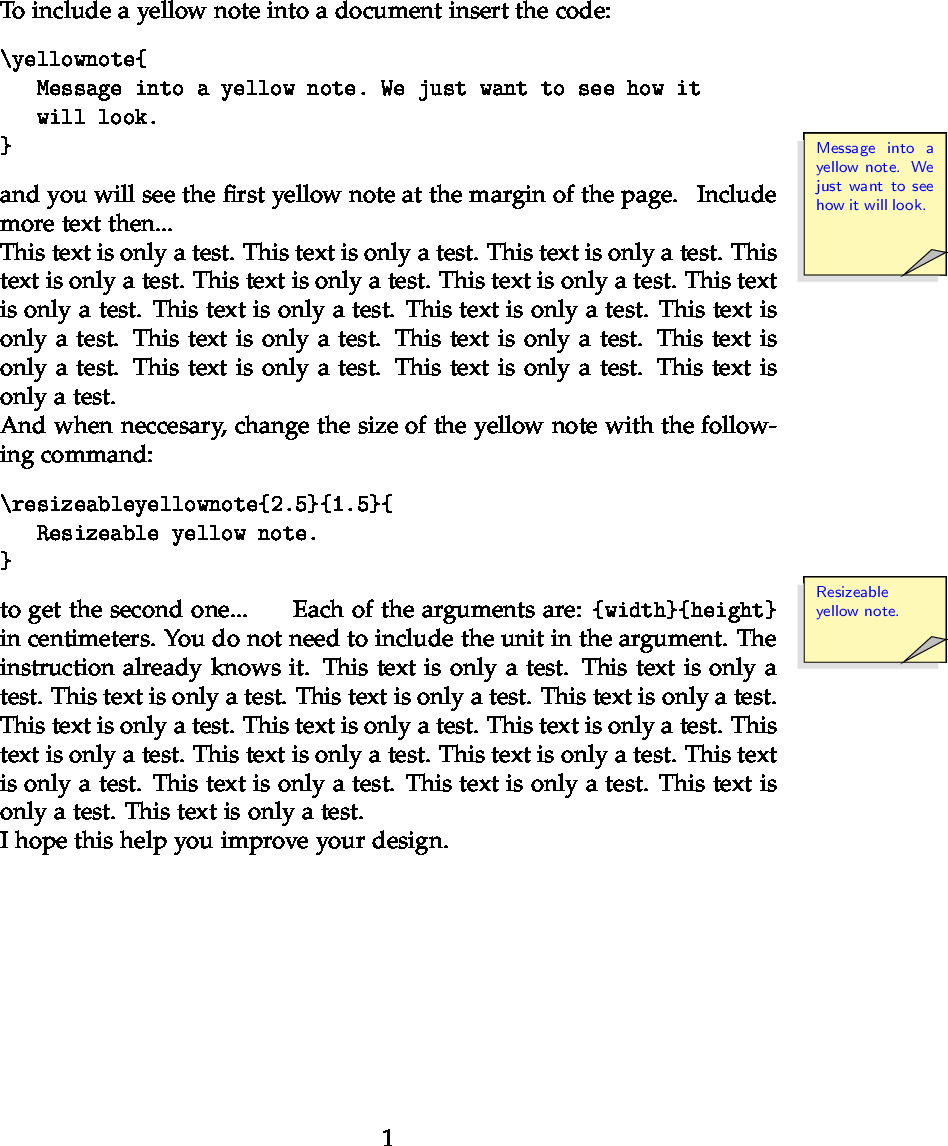 To include a yellow note into a document insert the code:
\yellownote{
Message into a yellow note. We just want to see how it
will look.
}
and you will see the first yellow note at the margin of the page. Include
more text then...
This text is only a test. This text is only a test. This text is only a test. This
text is only a test. This text is only a test. This text is only a test. This text
is only a test. This text is only a test. This text is only a test. This text is
only a test. This text is only a test. This text is only a test. This text is
only a test. This text is only a test. This text is only a test. This text is
only a test.
And when neccesary, change the size of the yellow note with the follow-
ing command:
\resizeableyellownote{2.5}{1.5}{
Resizeable yellow note.
}
to get the second one... Each of the arguments are: {width}{height}
in centimeters. You do not need to include the unit in the argument. The
instruction already knows it. This text is only a test. This text is only a
test. This text is only a test. This text is only a test. This text is only a test.
This text is only a test. This text is only a test. This text is only a test. This
text is only a test. This text is only a test. This text is only a test. This text
is only a test. This text is only a test. This text is only a test. This text is
only a test. This text is only a test.
I hope this help you improve your design.
Message into a
yellow note. We
just want to see
how it will look.
Resizeable
yellow note.
1